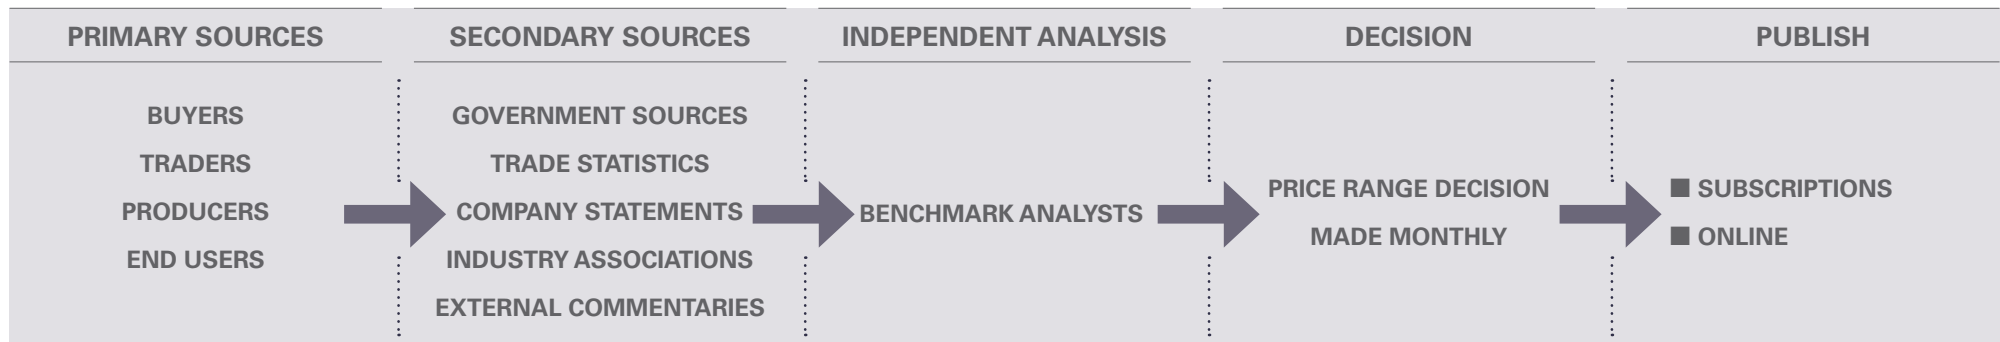 PRIMARY SOURCES
BUYERS
TRADERS
PRODUCERS
END USERS
SECONDARY SOURCES
GOVERNMENT SOURCES
TRADE STATISTICS
COMPANY STATEMENTS
INDUSTRY ASSOCIATIONS
EXTERNAL COMMENTARIES
INDEPENDENT ANALYSIS
BENCHMARK ANALYSTS
DECISION
PRICE RANGE DECISION
MADE MONTHLY
PUBLISH
■ SUBSCRIPTIONS
■ ONLINE